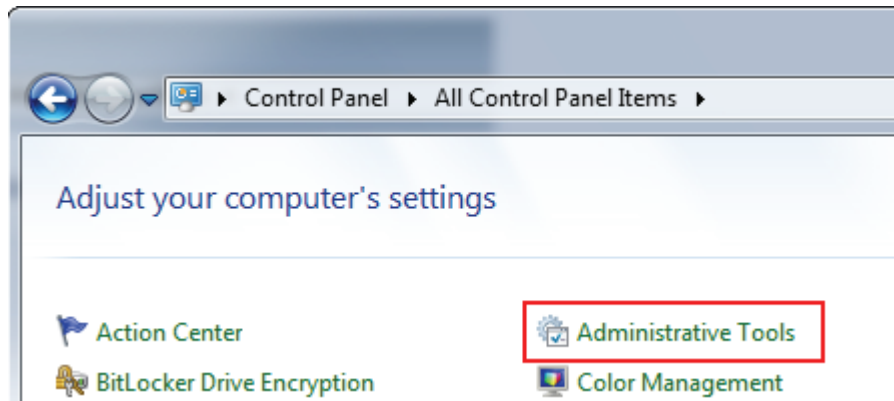 Control Panel All Control Panel Items
Adjust your computer's settings
Action Center Administrative Tools
BitLocker Drive Encryption Color Management